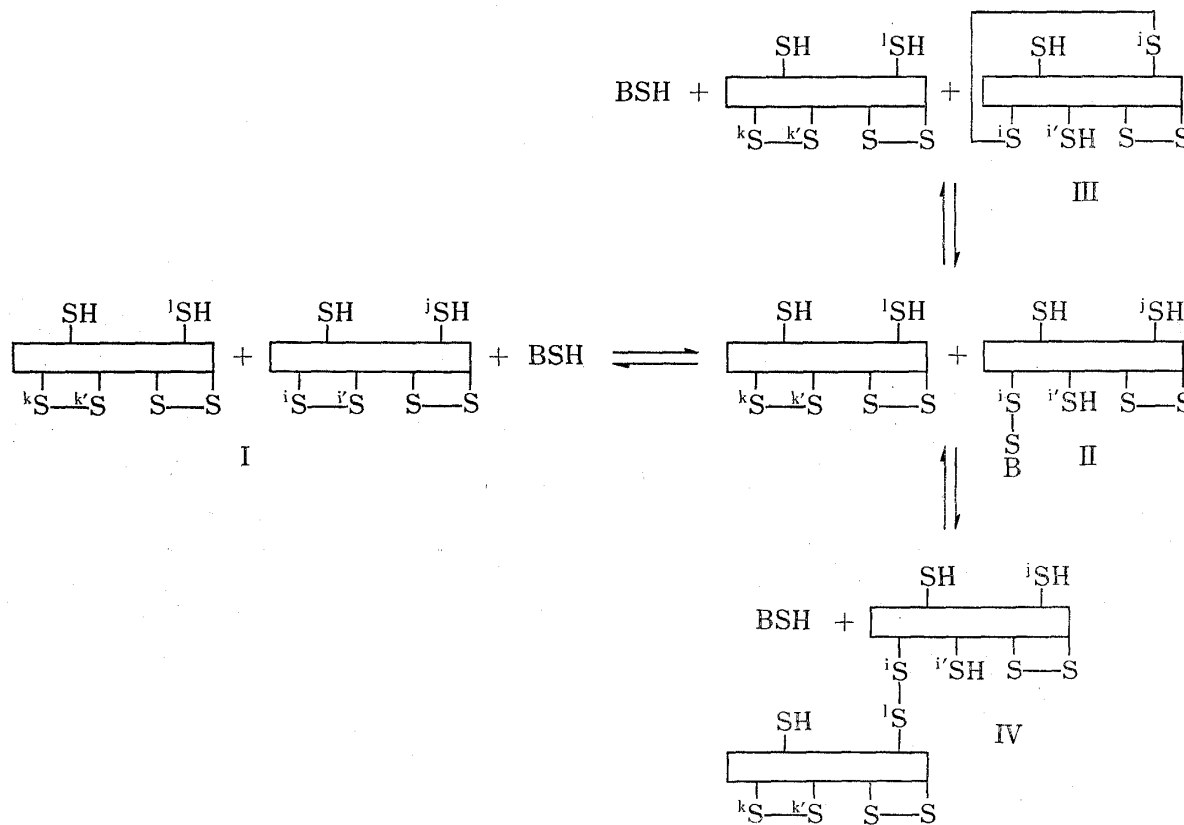 SH ˡSH SH ʲS
BSH + +
ᵏS ᵏ'S S S ⁱS ⁱ'SH S S
III
SH ˡSH SH ʲSH SH ˡSH SH ʲSH
+ + BSH +
ᵏS ᵏ'S S S ⁱS ⁱ'S S S ᵏS ᵏ'S S S ⁱS ⁱ'SH S S
I S II
B
SH ʲSH
BSH +
ⁱS ⁱ'SH S S
SH ˡS IV
ᵏS ᵏ'S S S